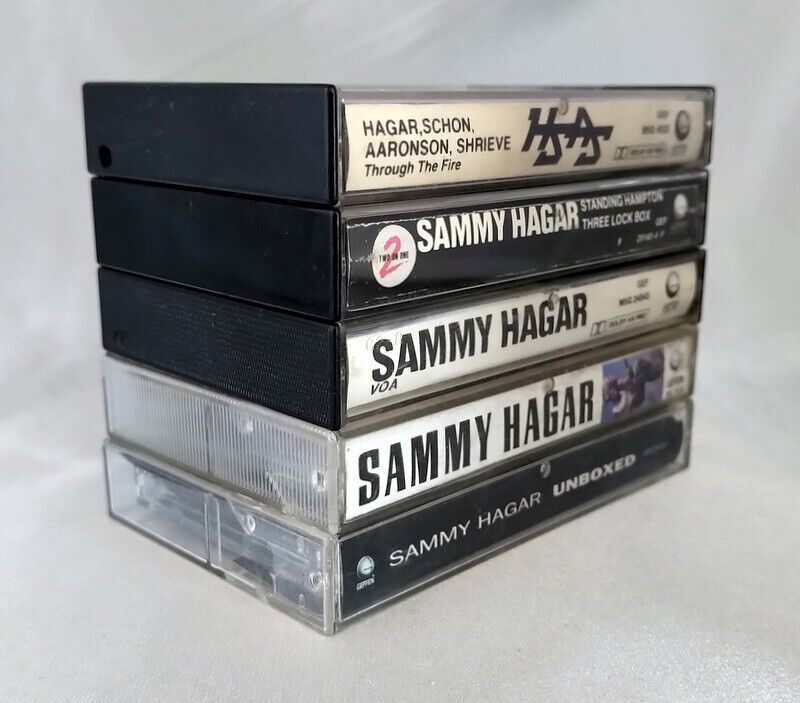 HAGAR, SCHON,
AARONSON, SHRIEVE
Through The Fire
HSAS
2
TWO ON ONE
SAMMY HAGAR
STANDING HAMPTON
THREE LOCK BOX
SAMMY HAGAR
VOA
SAMMY HAGAR
GEFFEN
SAMMY HAGAR UNBOXED